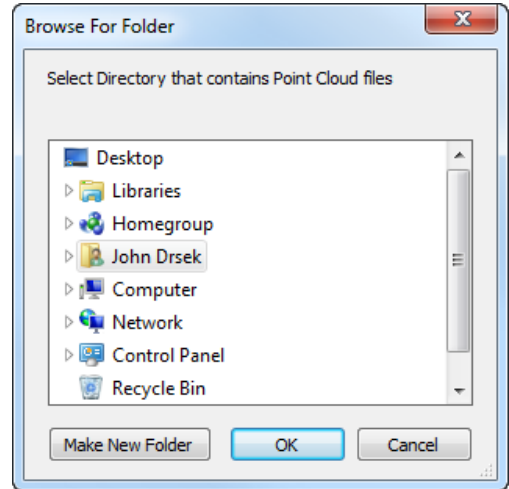 Browse For Folder
Select Directory that contains Point Cloud files
Desktop
Libraries
Homegroup
John Drsek
Computer
Network
Control Panel
Recycle Bin
Make New Folder OK Cancel